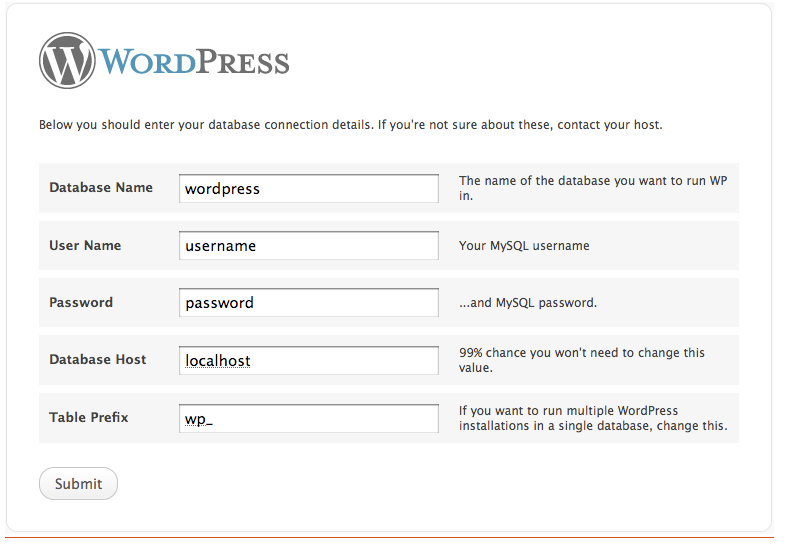 WORDPRESS
Below you should enter your database connection details. If you're not sure about these, contact your host.
Database Name wordpress The name of the database you want to run WP
in.
User Name username Your MySQL username
Password password ...and MySQL password.
Database Host localhost 99% chance you won't need to change this
value.
Table Prefix wp_ If you want to run multiple WordPress
installations in a single database, change this.
Submit